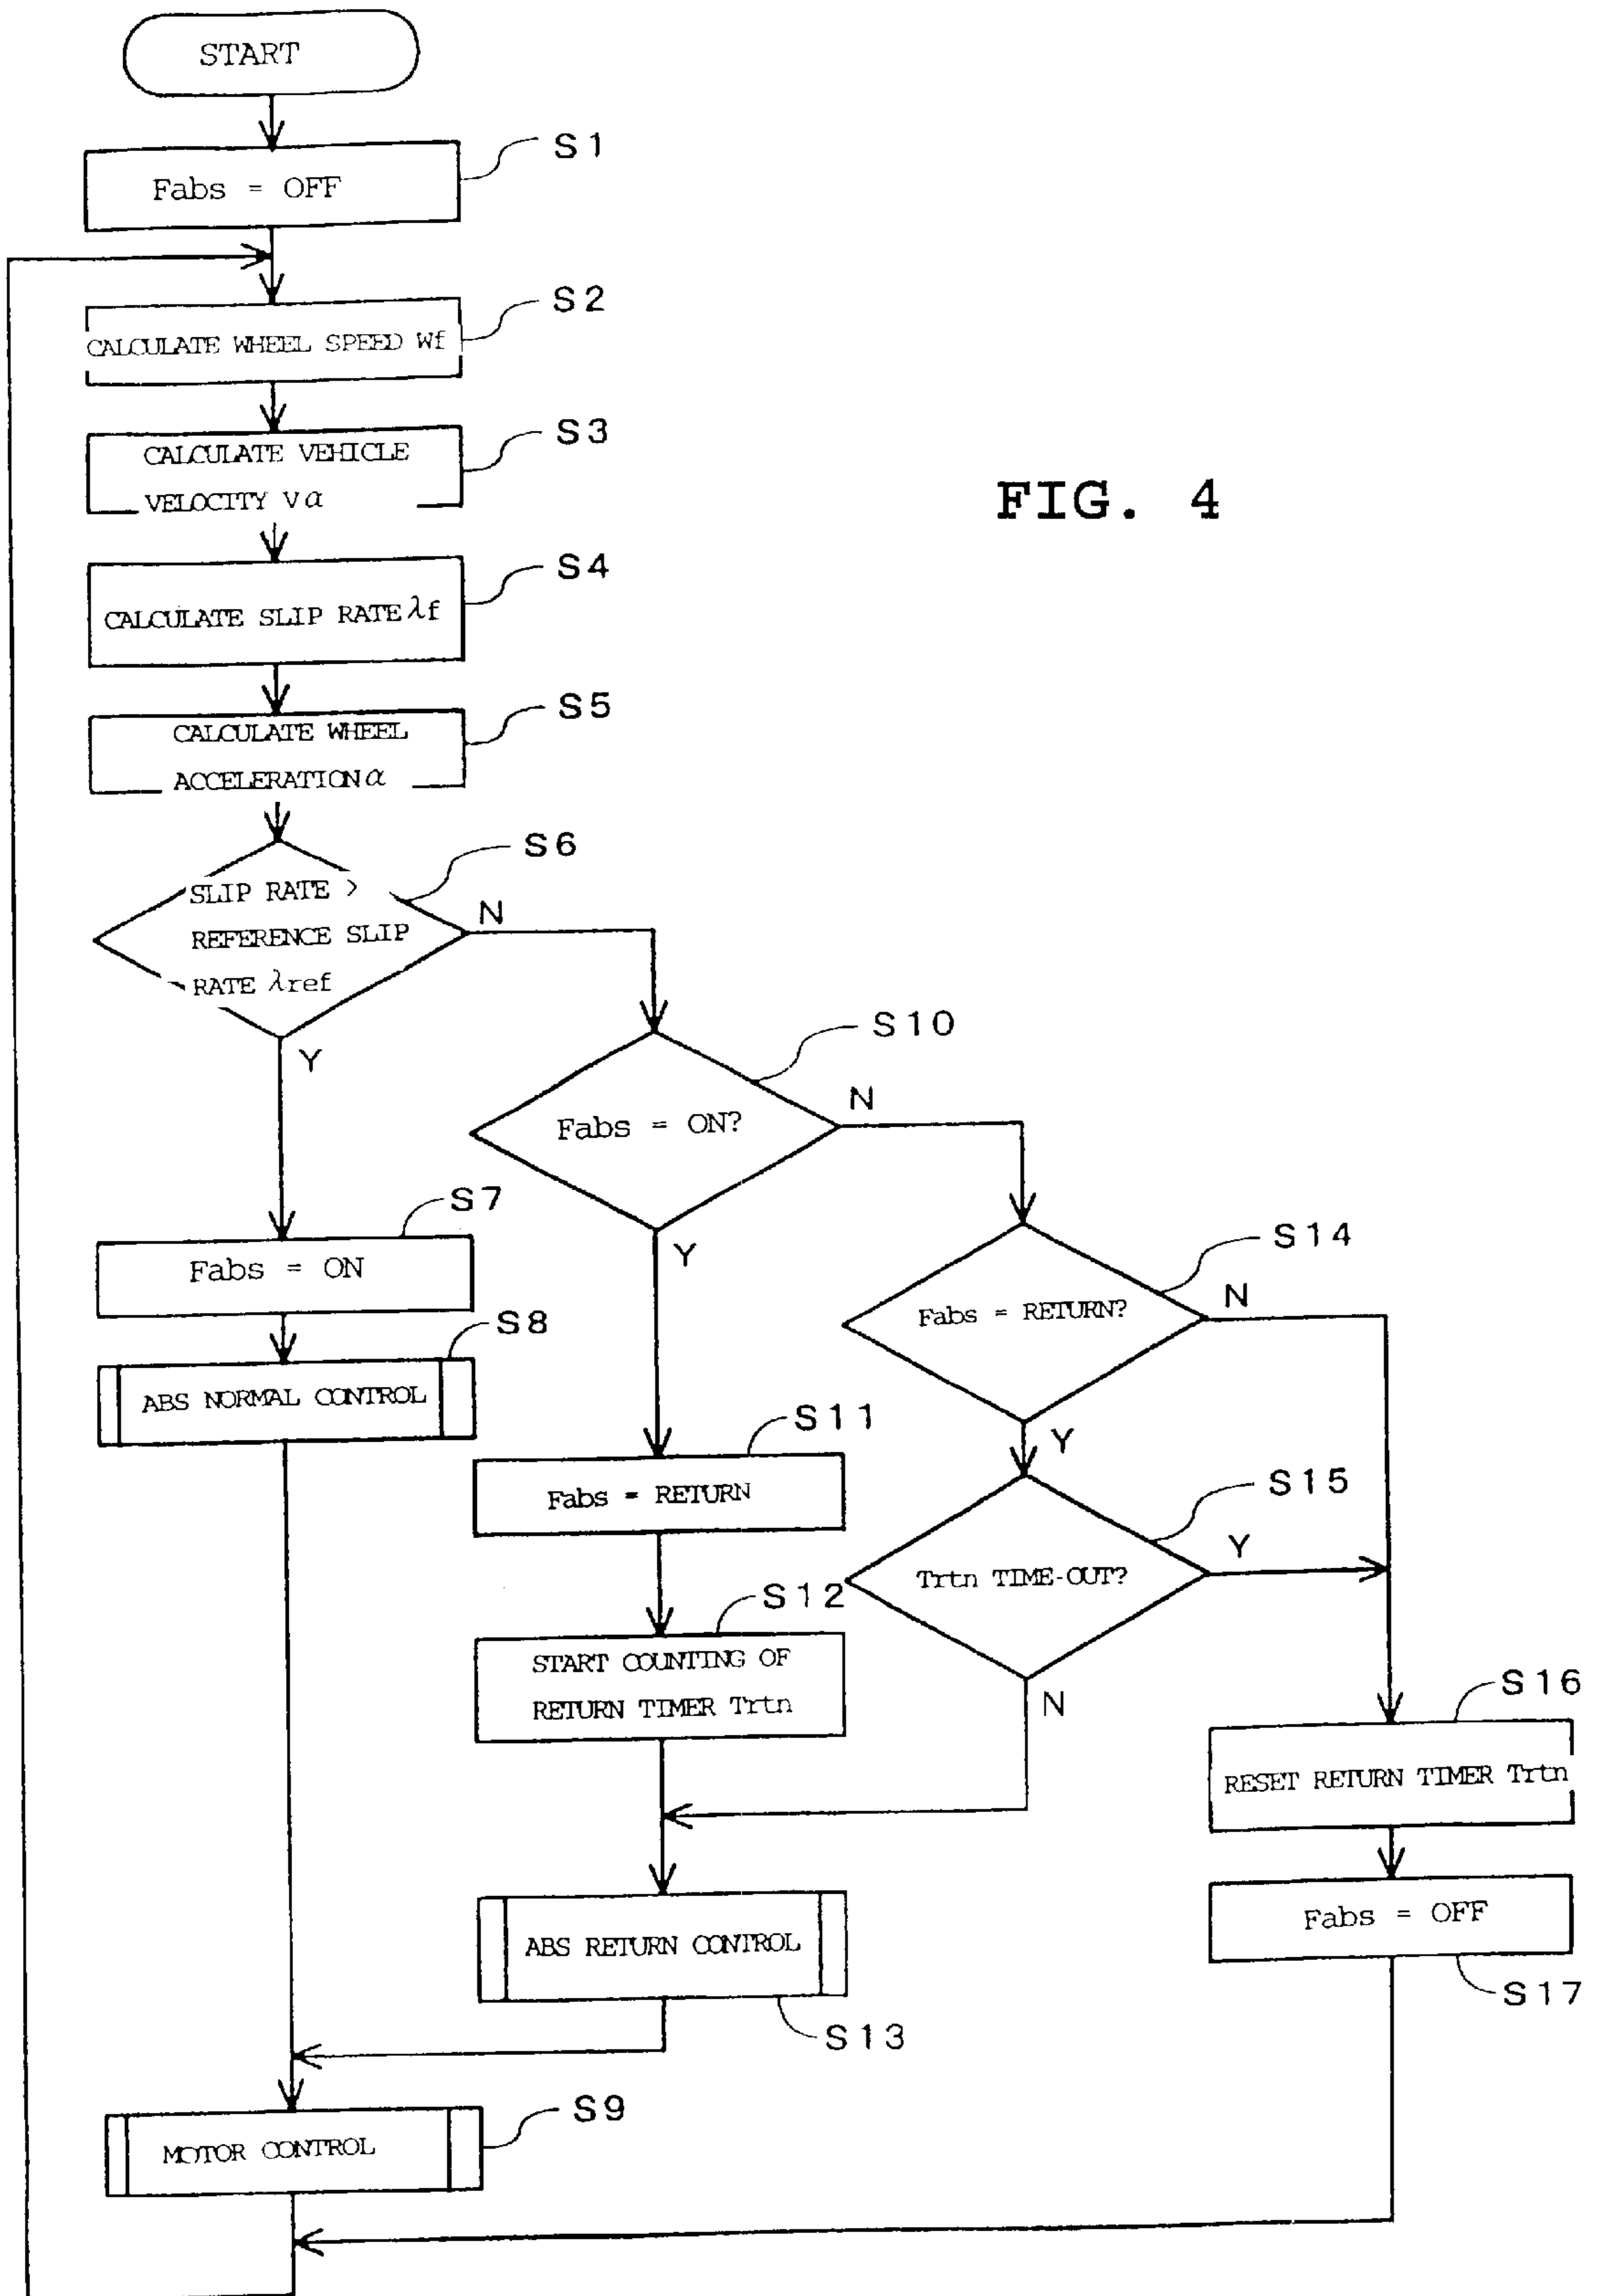 START
S1
Fabs = OFF
S2
CALCULATE WHEEL SPEED Wf
S3
CALCULATE VEHICLE
VELOCITY Vα
FIG. 4
S4
CALCULATE SLIP RATE λf
S5
CALCULATE WHEEL
ACCELERATION α
S6
SLIP RATE >
REFERENCE SLIP
RATE λref
N
Y
S10
Fabs = ON?
N
Y
S7
Fabs = ON
S14
Fabs = RETURN?
N
Y
S8
ABS NORMAL CONTROL
S11
Fabs = RETURN
S15
Trtn TIME-OUT?
Y
N
S12
START COUNTING OF
RETURN TIMER Trtn
S16
RESET RETURN TIMER Trtn
ABS RETURN CONTROL
S13
Fabs = OFF
S17
S9
MOTOR CONTROL